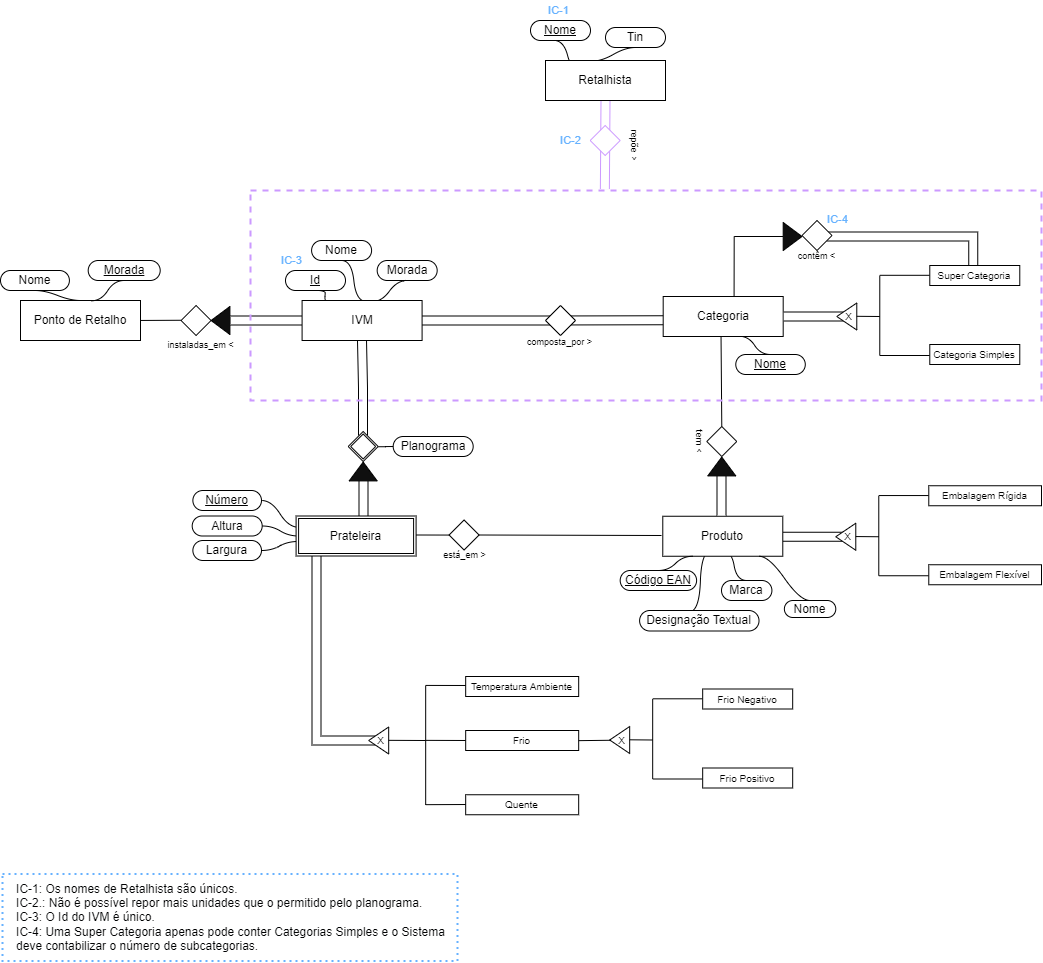 IC-1
Nome
Tin
Retalhista
IC-2
repõe >
IC-4
contém <
IC-3
Nome
Id
Morada
Nome
Morada
Ponto de Retalho
instaladas_em <
IVM
composta_por >
Categoria
Nome
X
Super Categoria
Categoria Simples
Planograma
tem <
Número
Altura
Largura
Prateleira
está_em >
Produto
Código EAN
Marca
Designação Textual
Nome
X
Embalagem Rígida
Embalagem Flexível
X
Temperatura Ambiente
Frio
Quente
X
Frio Negativo
Frio Positivo
IC-1: Os nomes de Retalhista são únicos.
IC-2.: Não é possível repor mais unidades que o permitido pelo planograma.
IC-3: O Id do IVM é único.
IC-4: Uma Super Categoria apenas pode conter Categorias Simples e o Sistema
deve contabilizar o número de subcategorias.